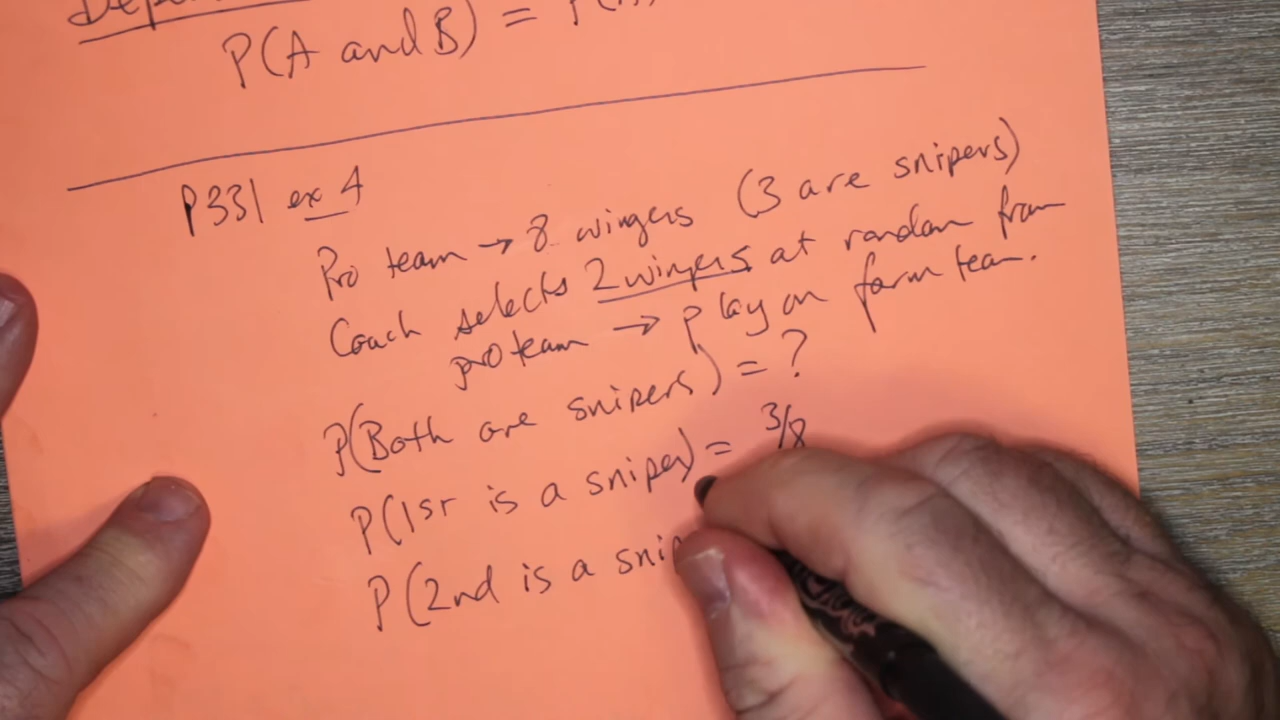 P(A and B) =
P331 ex 4
Pro team → 8 wingers (3 are snipers)
Coach selects 2 wingers at random from
pro team → play on farm team.
P(Both are snipers) = ?
P(1st is a sniper) = 3/8
P(2nd is a